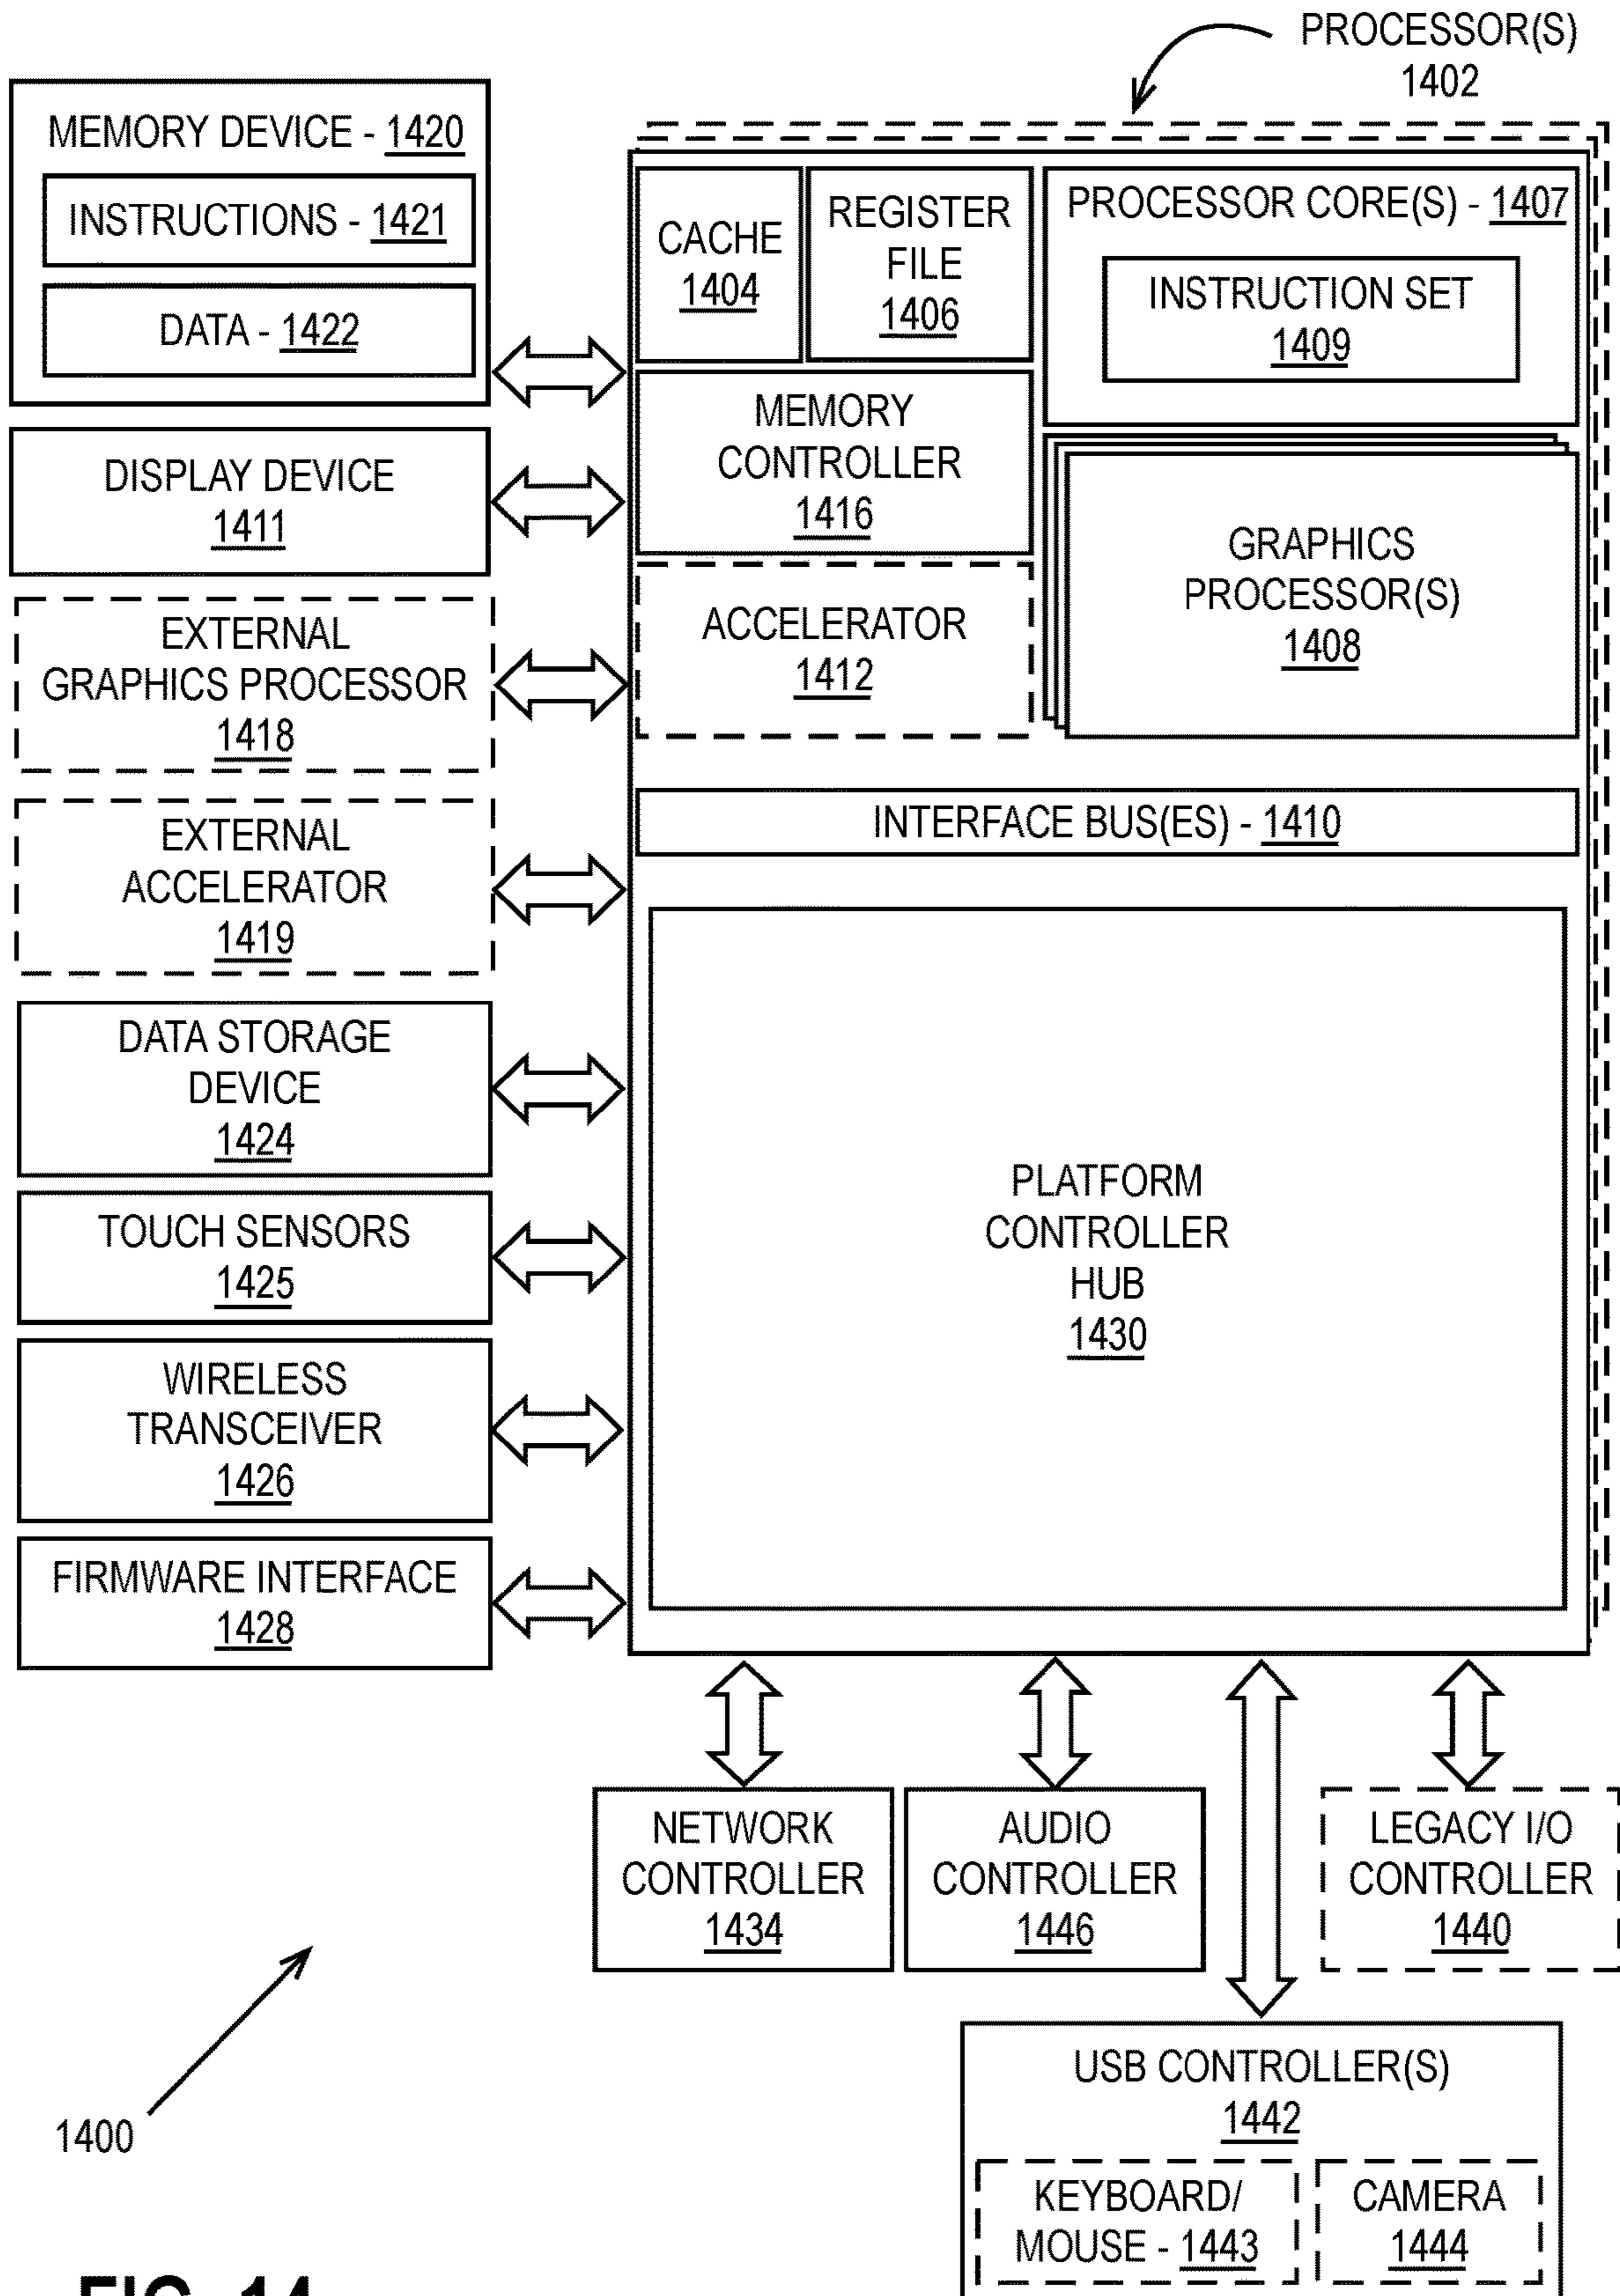 PROCESSOR(S)
1402
MEMORY DEVICE - 1420
INSTRUCTIONS - 1421
DATA - 1422
DISPLAY DEVICE
1411
EXTERNAL
GRAPHICS PROCESSOR
1418
EXTERNAL
ACCELERATOR
1419
DATA STORAGE
DEVICE
1424
TOUCH SENSORS
1425
WIRELESS
TRANSCEIVER
1426
FIRMWARE INTERFACE
1428
CACHE
1404
REGISTER
FILE
1406
PROCESSOR CORE(S) - 1407
INSTRUCTION SET
1409
MEMORY
CONTROLLER
1416
GRAPHICS
PROCESSOR(S)
1408
ACCELERATOR
1412
INTERFACE BUS(ES) - 1410
PLATFORM
CONTROLLER
HUB
1430
NETWORK
CONTROLLER
1434
AUDIO
CONTROLLER
1446
LEGACY I/O
CONTROLLER
1440
USB CONTROLLER(S)
1442
KEYBOARD/
MOUSE - 1443
CAMERA
1444
1400
FIG. 14